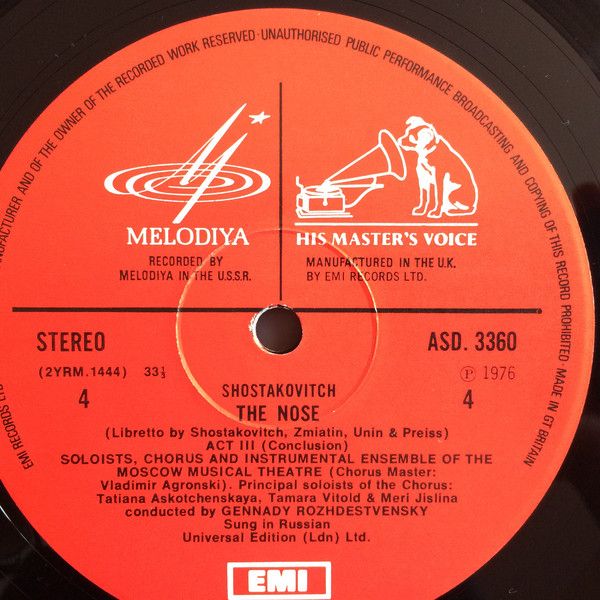 MANUFACTURER AND OF THE OWNER OF THE RECORDED WORK RESERVED·UNAUTHORISED PUBLIC PERFORMANCE BROADCASTING AND COPYING OF THIS RECORD PROHIBITED·MADE IN GT BRITAIN
MELODIYA
HIS MASTER'S VOICE
RECORDED BY
MELODIYA IN THE U.S.S.R.
MANUFACTURED IN THE U.K.
BY EMI RECORDS LTD.
STEREO
ASD. 3360
(2YRM.1444) 33⅓
Ⓟ 1976
4
4
SHOSTAKOVITCH
THE NOSE
(Libretto by Shostakovitch, Zmiatin, Unin & Preiss)
ACT III (Conclusion)
SOLOISTS, CHORUS AND INSTRUMENTAL ENSEMBLE OF THE
MOSCOW MUSICAL THEATRE (Chorus Master:
Vladimir Agronski). Principal soloists of the Chorus:
Tatiana Askotchenskaya, Tamara Vitold & Meri Jislina
conducted by GENNADY ROZHDESTVENSKY
Sung in Russian
Universal Edition (Ldn) Ltd.
EMI
EMI RECORDS LTD